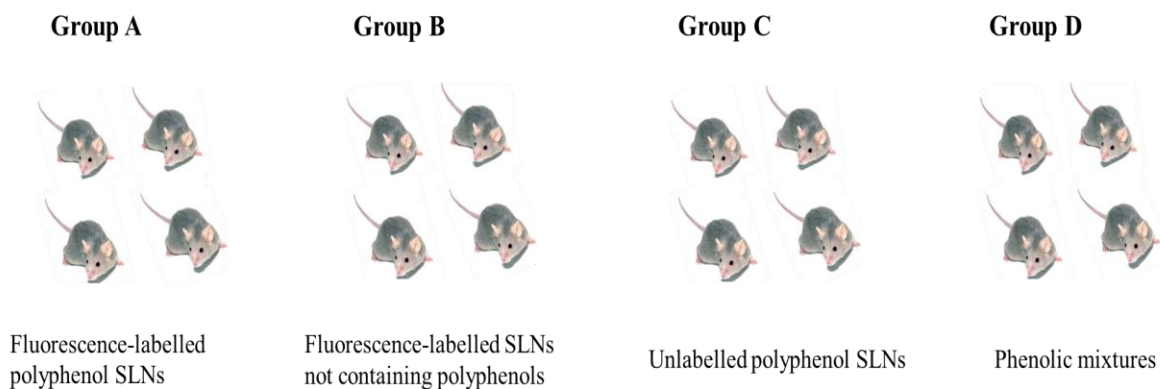 Group A
Group B
Group C
Group D
Fluorescence-labelled
polyphenol SLNs
Fluorescence-labelled SLNs
not containing polyphenols
Unlabelled polyphenol SLNs
Phenolic mixtures